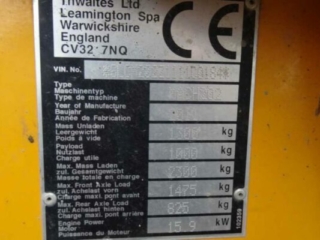 Thwaites Ltd
Leamington Spa
Warwickshire
England
CV32 7NQ
CE
VIN. No.
Type
Maschinentyp
Type de machine
Year of Manufacture
Baujahr
Année de Fabrication
Mass Unladen
Leergewicht kg
Poids à vide
Payload
Nutzlast 1000 kg
Charge utile
Max. Mass Laden
zul. Gesamtgewicht 2300 kg
Masse totale en charge
Max. Front Axle Load
zul. Achslast vorn 1475 kg
Charge maxi. pont avant
Max. Rear Axle Load
zul. Achslast hinten 825 kg
Charge maxi. pont arrière
Engine Power
Motor 15.9 kW
Puissance du Moteur